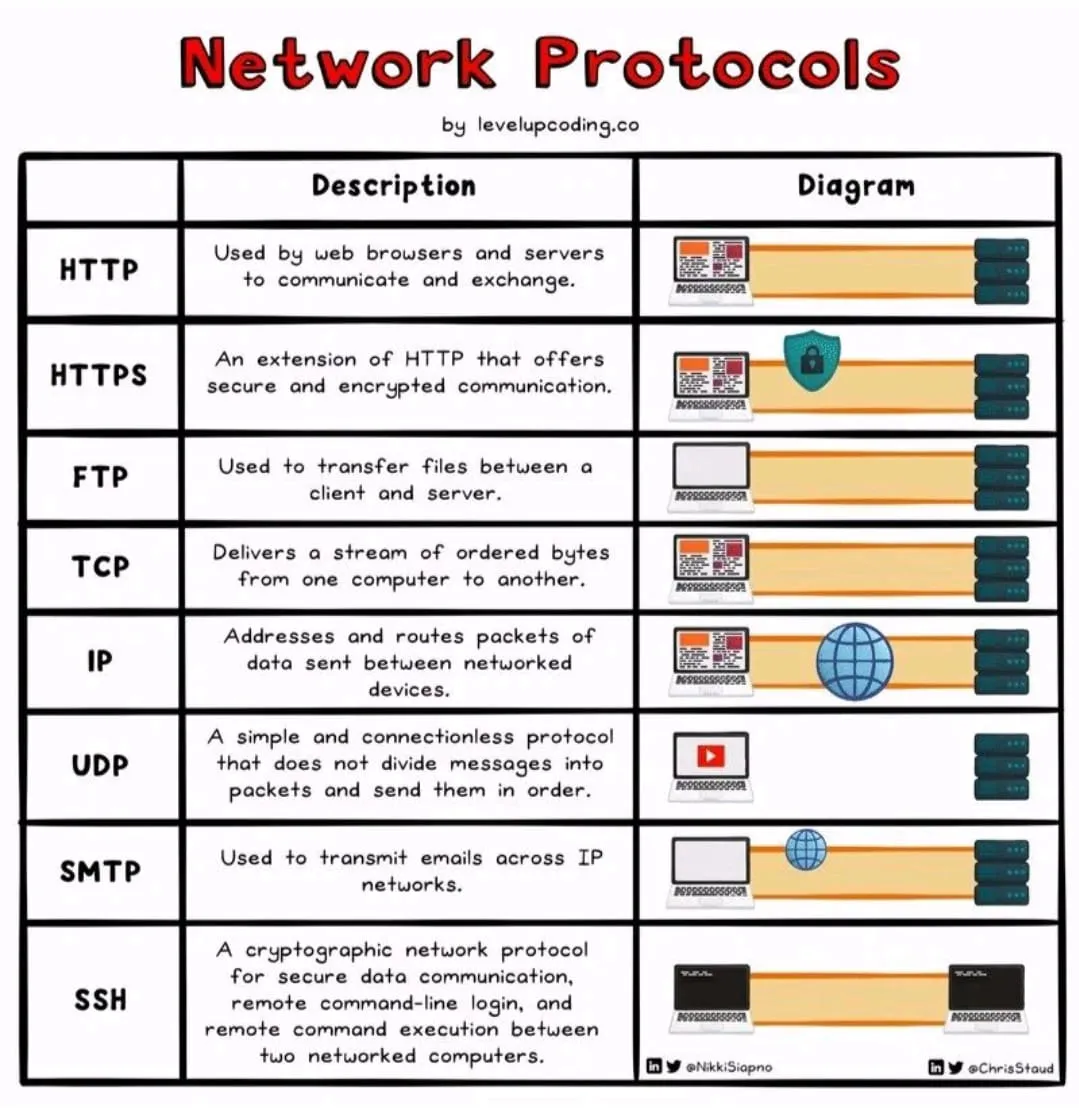 Network Protocols
by levelupcoding.co
Description
Diagram
HTTP
Used by web browsers and servers
to communicate and exchange.
HTTPS
An extension of HTTP that offers
secure and encrypted communication.
FTP
Used to transfer files between a
client and server.
TCP
Delivers a stream of ordered bytes
from one computer to another.
IP
Addresses and routes packets of
data sent between networked
devices.
UDP
A simple and connectionless protocol
that does not divide messages into
packets and send them in order.
SMTP
Used to transmit emails across IP
networks.
SSH
A cryptographic network protocol
for secure data communication,
remote command-line login, and
remote command execution between
two networked computers.
in @NikkiSiapno
in @ChrisStaud